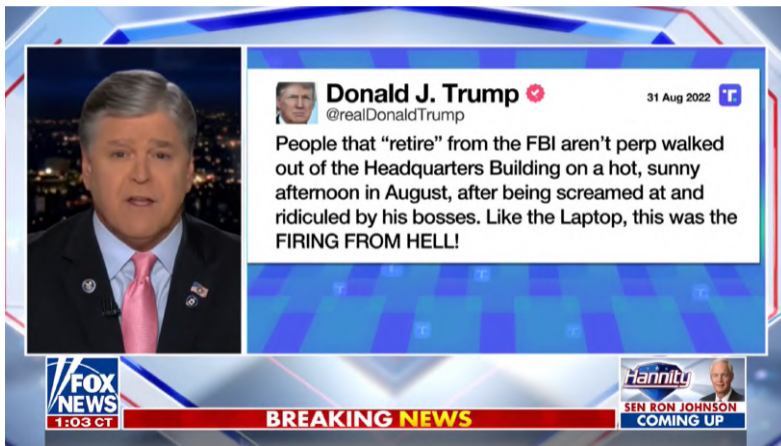 Donald J. Trump
31 Aug 2022
T.
@realDonaldTrump
People that “retire” from the FBI aren’t perp walked
out of the Headquarters Building on a hot, sunny
afternoon in August, after being screamed at and
ridiculed by his bosses. Like the Laptop, this was the
FIRING FROM HELL!
FOX
NEWS
1:03 CT
BREAKING NEWS
Hannity
SEN RON JOHNSON
COMING UP